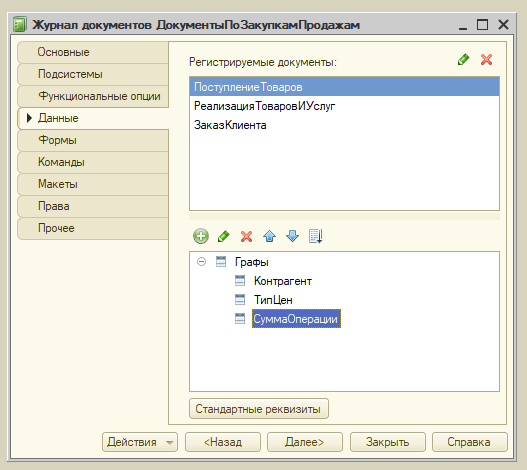 Журнал документов ДокументыПоЗакупкамПродажам
Основные
Подсистемы
Функциональные опции
Данные
Формы
Команды
Макеты
Права
Прочее
Регистрируемые документы:
ПоступлениеТоваров
РеализацияТоваровИУслуг
ЗаказКлиента
Графы
Контрагент
ТипЦен
СуммаОперации
Стандартные реквизиты
Действия
<Назад
Далее>
Закрыть
Справка